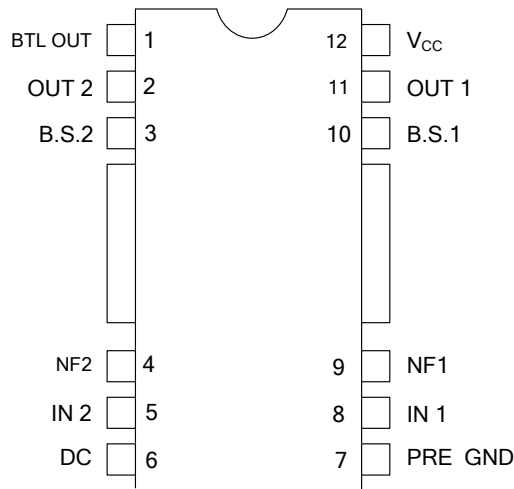 BTL OUT 1 12 VCC
OUT 2 2 11 OUT 1
B.S.2 3 10 B.S.1
NF2 4 9 NF1
IN 2 5 8 IN 1
DC 6 7 PRE GND